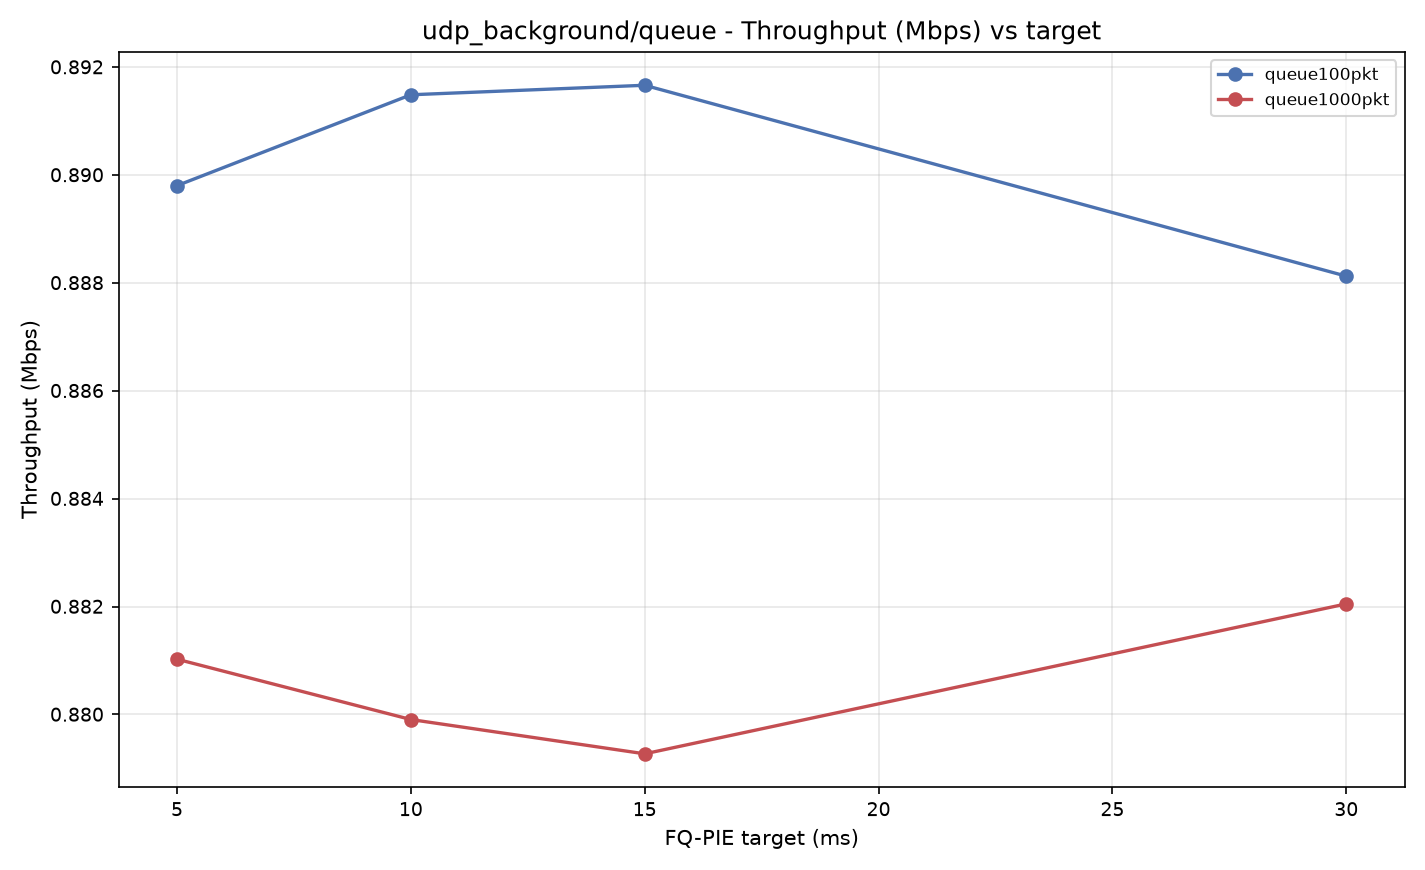 udp_background/queue - Throughput (Mbps) vs target
queue100pkt
queue1000pkt
0.892
0.890
0.888
0.886
0.884
0.882
0.880
Throughput (Mbps)
5 10 15 20 25 30
FQ-PIE target (ms)